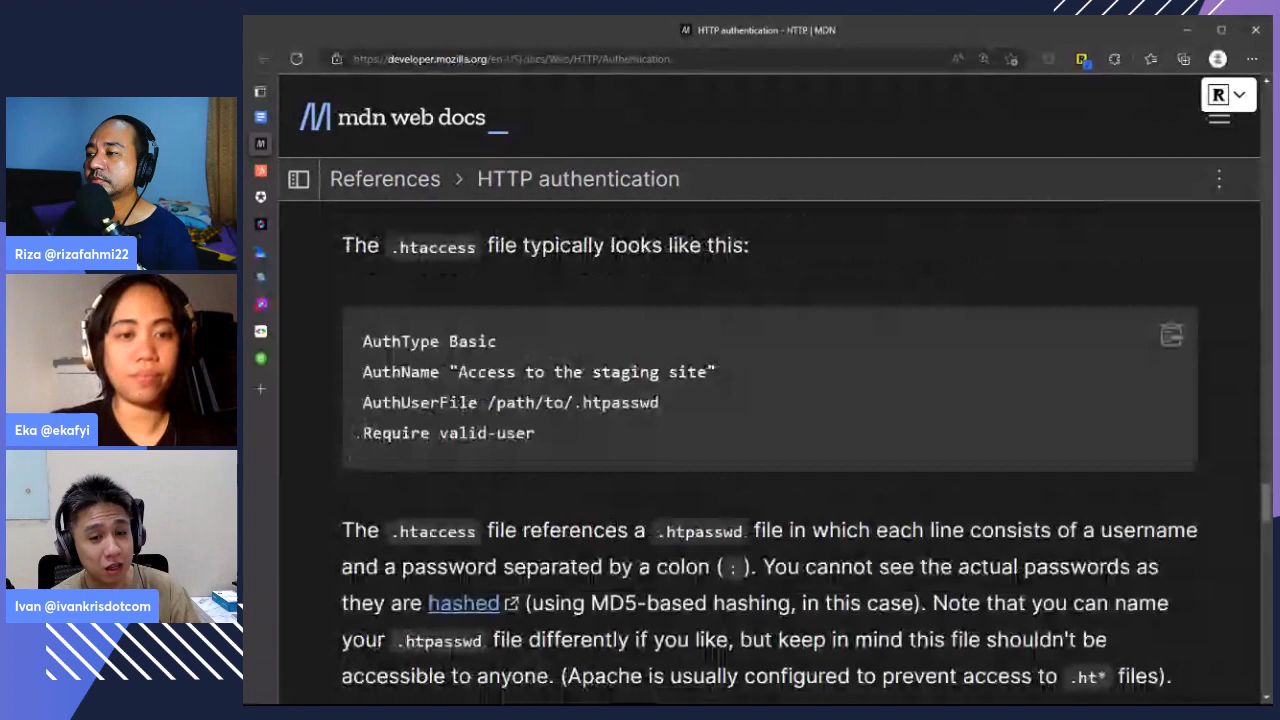 HTTP authentication - HTTP | MDN
https://developer.mozilla.org/en-US/docs/Web/HTTP/Authentication
mdn web docs_
R
References > HTTP authentication
The .htaccess file typically looks like this:
AuthType Basic
AuthName "Access to the staging site"
AuthUserFile /path/to/.htpasswd
Require valid-user
The .htaccess file references a .htpasswd file in which each line consists of a username
and a password separated by a colon ( : ). You cannot see the actual passwords as
they are hashed (using MD5-based hashing, in this case). Note that you can name
your .htpasswd file differently if you like, but keep in mind this file shouldn't be
accessible to anyone. (Apache is usually configured to prevent access to .ht* files).
Riza @rizafahmi22
Eka @ekafyi
Ivan @ivankrisdotcom